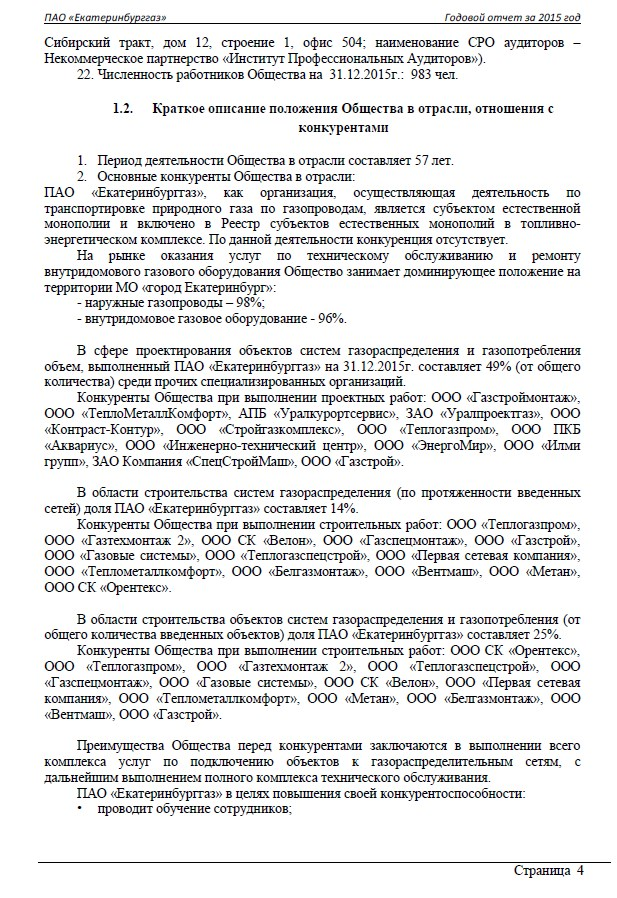 ПАО «Екатеринбурггаз» Годовой отчет за 2015 год
Сибирский тракт, дом 12, строение 1, офис 504; наименование СРО аудиторов –
Некоммерческое партнерство «Институт Профессиональных Аудиторов»).
22. Численность работников Общества на 31.12.2015г.: 983 чел.
1.2. Краткое описание положения Общества в отрасли, отношения с
конкурентами
1. Период деятельности Общества в отрасли составляет 57 лет.
2. Основные конкуренты Общества в отрасли:
ПАО «Екатеринбурггаз», как организация, осуществляющая деятельность по
транспортировке природного газа по газопроводам, является субъектом естественной
монополии и включено в Реестр субъектов естественных монополий в топливно-
энергетическом комплексе. По данной деятельности конкуренция отсутствует.
На рынке оказания услуг по техническому обслуживанию и ремонту
внутридомового газового оборудования Общество занимает доминирующее положение на
территории МО «город Екатеринбург»:
- наружные газопроводы – 98%;
- внутридомовое газовое оборудование - 96%.
В сфере проектирования объектов систем газораспределения и газопотребления
объем, выполненный ПАО «Екатеринбурггаз» на 31.12.2015г. составляет 49% (от общего
количества) среди прочих специализированных организаций.
Конкуренты Общества при выполнении проектных работ: ООО «Газстроймонтаж»,
ООО «ТеплоМеталлКомфорт», АПБ «Уралкурортсервис», ЗАО «Уралпроектгаз», ООО
«Контраст-Контур», ООО «Стройгазкомплекс», ООО «Теплогазпром», ООО ПКБ
«Аквариус», ООО «Инженерно-технический центр», ООО «ЭнергоМир», ООО «Илми
групп», ЗАО Компания «СпецСтройМаш», ООО «Газстрой».
В области строительства систем газораспределения (по протяженности введенных
сетей) доля ПАО «Екатеринбурггаз» составляет 14%.
Конкуренты Общества при выполнении строительных работ: ООО «Теплогазпром»,
ООО «Газтехмонтаж 2», ООО СК «Велон», ООО «Газспецмонтаж», ООО «Газстрой»,
ООО «Газовые системы», ООО «Теплогазспецстрой», ООО «Первая сетевая компания»,
ООО «Теплометаллкомфорт», ООО «Белгазмонтаж», ООО «Вентмаш», ООО «Метан»,
ООО СК «Орентекс».
В области строительства объектов систем газораспределения и газопотребления (от
общего количества введенных объектов) доля ПАО «Екатеринбурггаз» составляет 25%.
Конкуренты Общества при выполнении строительных работ: ООО СК «Орентекс»,
ООО «Теплогазпром», ООО «Газтехмонтаж 2», ООО «Теплогазспецстрой», ООО
«Газспецмонтаж», ООО «Газовые системы», ООО СК «Велон», ООО «Первая сетевая
компания», ООО «Теплометаллкомфорт», ООО «Метан», ООО «Белгазмонтаж», ООО
«Вентмаш», ООО «Газстрой».
Преимущества Общества перед конкурентами заключаются в выполнении всего
комплекса услуг по подключению объектов к газораспределительным сетям, с
дальнейшим выполнением полного комплекса технического обслуживания.
ПАО «Екатеринбурггаз» в целях повышения своей конкурентоспособности:
• проводит обучение сотрудников;
Страница 4